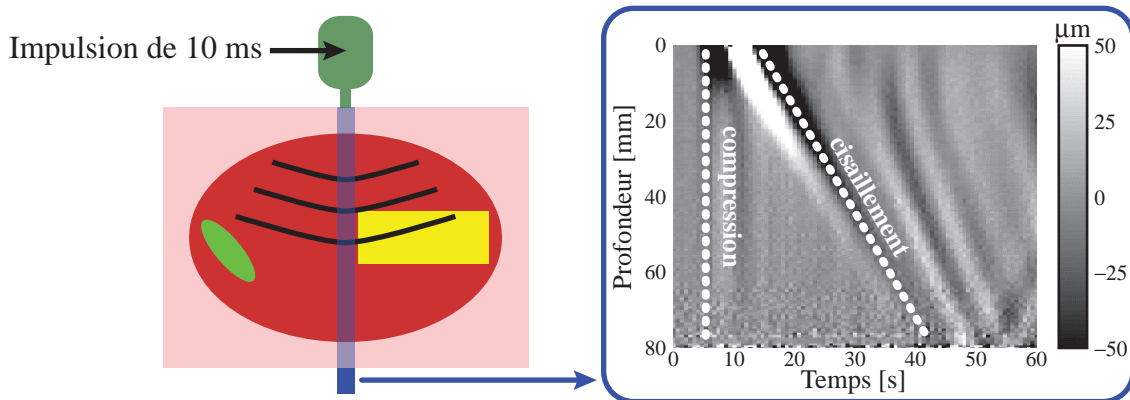 Impulsion de 10 ms
µm
Profondeur [mm]
0
20
40
60
80
compression
cisaillement
0
10
20
30
40
50
60
Temps [s]
50
25
0
−25
−50